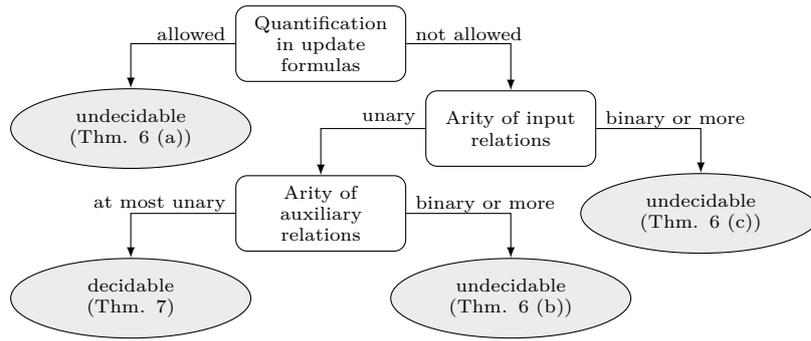 Quantification
in update
formulas
allowed
not allowed
undecidable
(Thm. 6 (a))
Arity of input
relations
unary
binary or more
Arity of
auxiliary
relations
undecidable
(Thm. 6 (c))
at most unary
binary or more
decidable
(Thm. 7)
undecidable
(Thm. 6 (b))